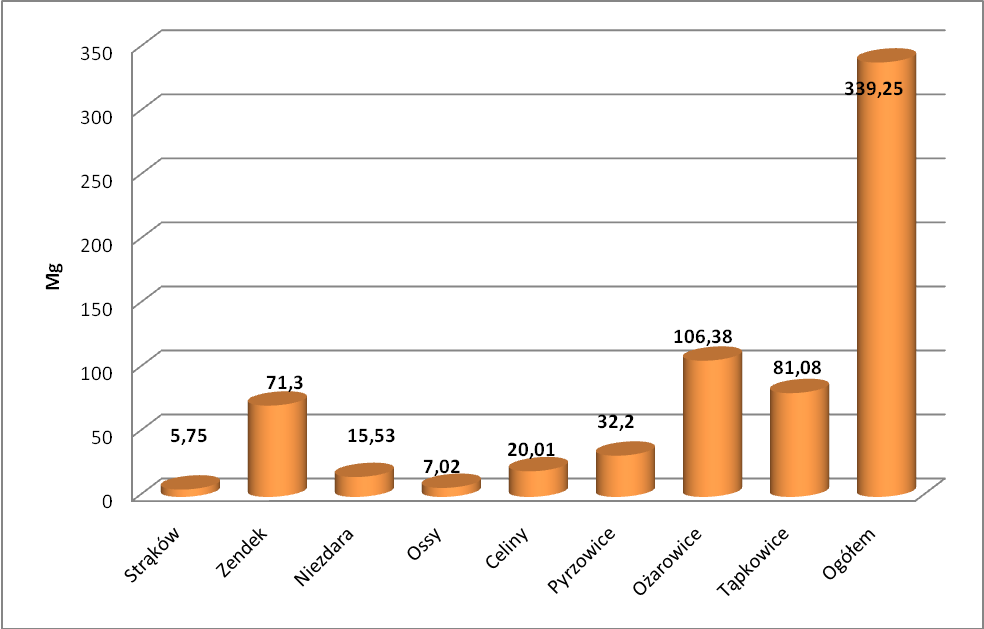 350
300
250
200
150
100
50
0
Mg
5,75
71,3
15,53
7,02
20,01
32,2
106,38
81,08
339,25
Strąków
Zendek
Niezdara
Ossy
Celiny
Pyrzowice
Ożarowice
Tąpkowice
Ogółem